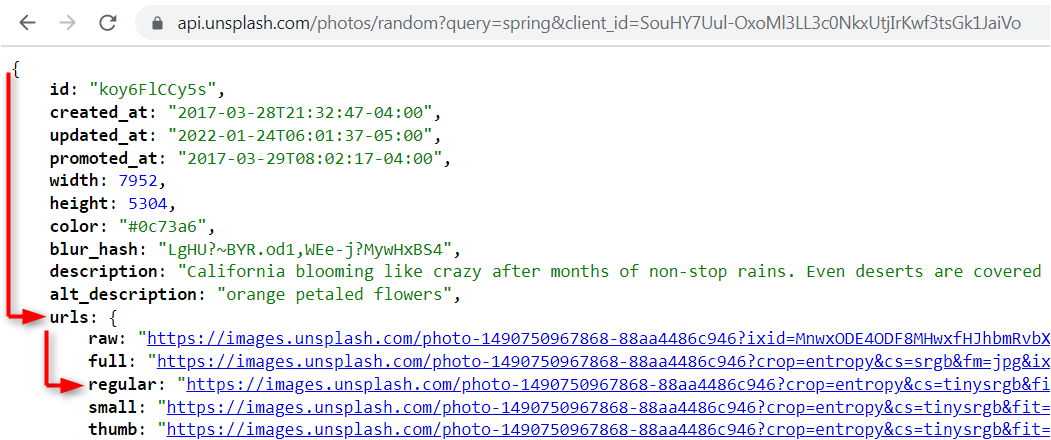 api.unsplash.com/photos/random?query=spring&client_id=SouHY7Uul-OxoMl3LL3c0NkxUtjIrKwf3tsGk1JaiVo
{
id: "koy6FlCCy5s",
created_at: "2017-03-28T21:32:47-04:00",
updated_at: "2022-01-24T06:01:37-05:00",
promoted_at: "2017-03-29T08:02:17-04:00",
width: 7952,
height: 5304,
color: "#0c73a6",
blur_hash: "LgHU?~BYR.od1,WEe-j?MywHxBS4",
description: "California blooming like crazy after months of non-stop rains. Even deserts are covered
alt_description: "orange petaled flowers",
urls: {
raw: "https://images.unsplash.com/photo-1490750967868-88aa4486c946?ixid=MnwxODE4ODF8MHwxfHJhbmRvbX
full: "https://images.unsplash.com/photo-1490750967868-88aa4486c946?crop=entropy&cs=srgb&fm=jpg&ix
regular: "https://images.unsplash.com/photo-1490750967868-88aa4486c946?crop=entropy&cs=tinysrgb&fi
small: "https://images.unsplash.com/photo-1490750967868-88aa4486c946?crop=entropy&cs=tinysrgb&fit=
thumb: "https://images.unsplash.com/photo-1490750967868-88aa4486c946?crop=entropy&cs=tinysrgb&fit=